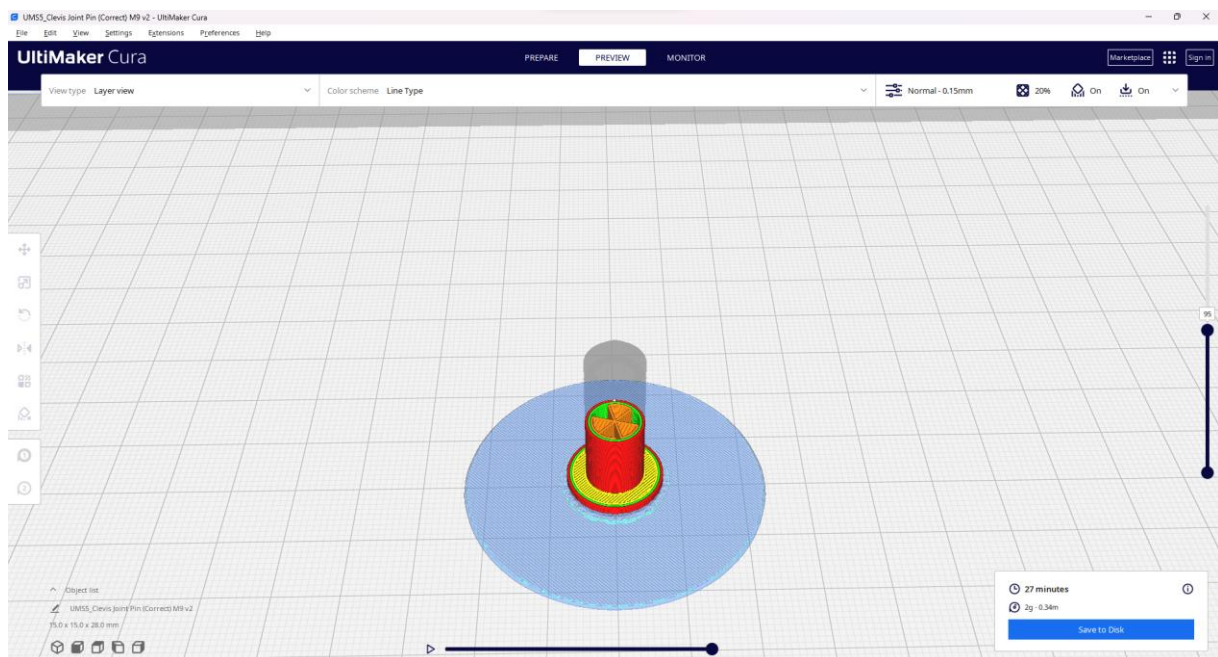 UMS5_Clevis Joint Pin (Correct) M9 v2 - UltiMaker Cura
File Edit View Settings Extensions Preferences Help
UltiMaker Cura PREPARE PREVIEW MONITOR Marketplace Sign in
View type Layer view Color scheme Line Type Normal - 0.15mm 20% On On
95
1
2
Object list
UMS5_Clevis Joint Pin (Correct) M9 v2
15.0 x 15.0 x 28.0 mm
27 minutes
2g · 0.34m
Save to Disk